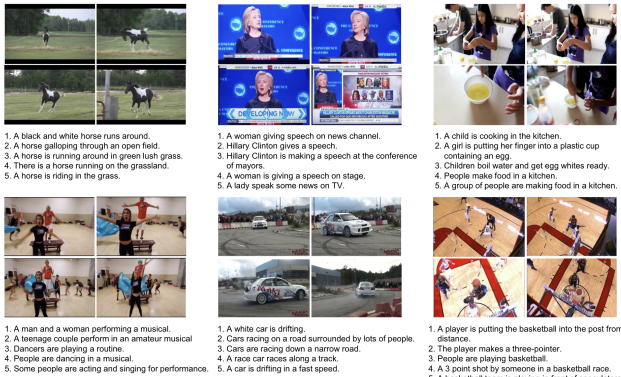 1. A black and white horse runs around.
2. A horse galloping through an open field.
3. A horse is running around in green lush grass.
4. There is a horse running on the grassland.
5. A horse is riding in the grass.
DEVELOPING NOW
1. A woman giving speech on news channel.
2. Hillary Clinton gives a speech.
3. Hillary Clinton is making a speech at the conference
of mayors.
4. A woman is giving a speech on stage.
5. A lady speak some news on TV.
1. A child is cooking in the kitchen.
2. A girl is putting her finger into a plastic cup
containing an egg.
3. Children boil water and get egg whites ready.
4. People make food in a kitchen.
5. A group of people are making food in a kitchen.
1. A man and a woman performing a musical.
2. A teenage couple perform in an amateur musical
3. Dancers are playing a routine.
4. People are dancing in a musical.
5. Some people are acting and singing for performance.
1. A white car is drifting.
2. Cars racing on a road surrounded by lots of people.
3. Cars are racing down a narrow road.
4. A race car races along a track.
5. A car is drifting in a fast speed.
1. A player is putting the basketball into the post from
distance.
2. The player makes a three-pointer.
3. People are playing basketball.
4. A 3 point shot by someone in a basketball race.